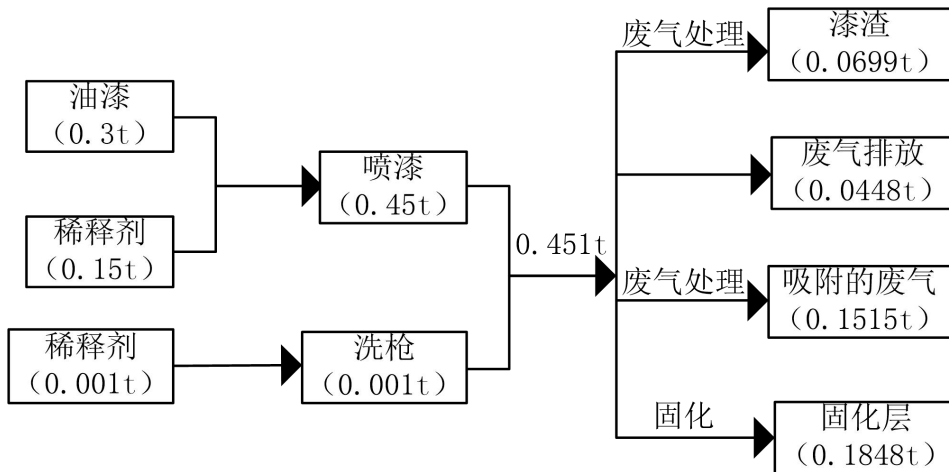 油漆
（0.3t）
稀释剂
（0.15t）
稀释剂
（0.001t）
喷漆
（0.45t）
洗枪
（0.001t）
0.451t
废气处理
漆渣
（0.0699t）
废气排放
（0.0448t）
废气处理
吸附的废气
（0.1515t）
固化
固化层
（0.1848t）